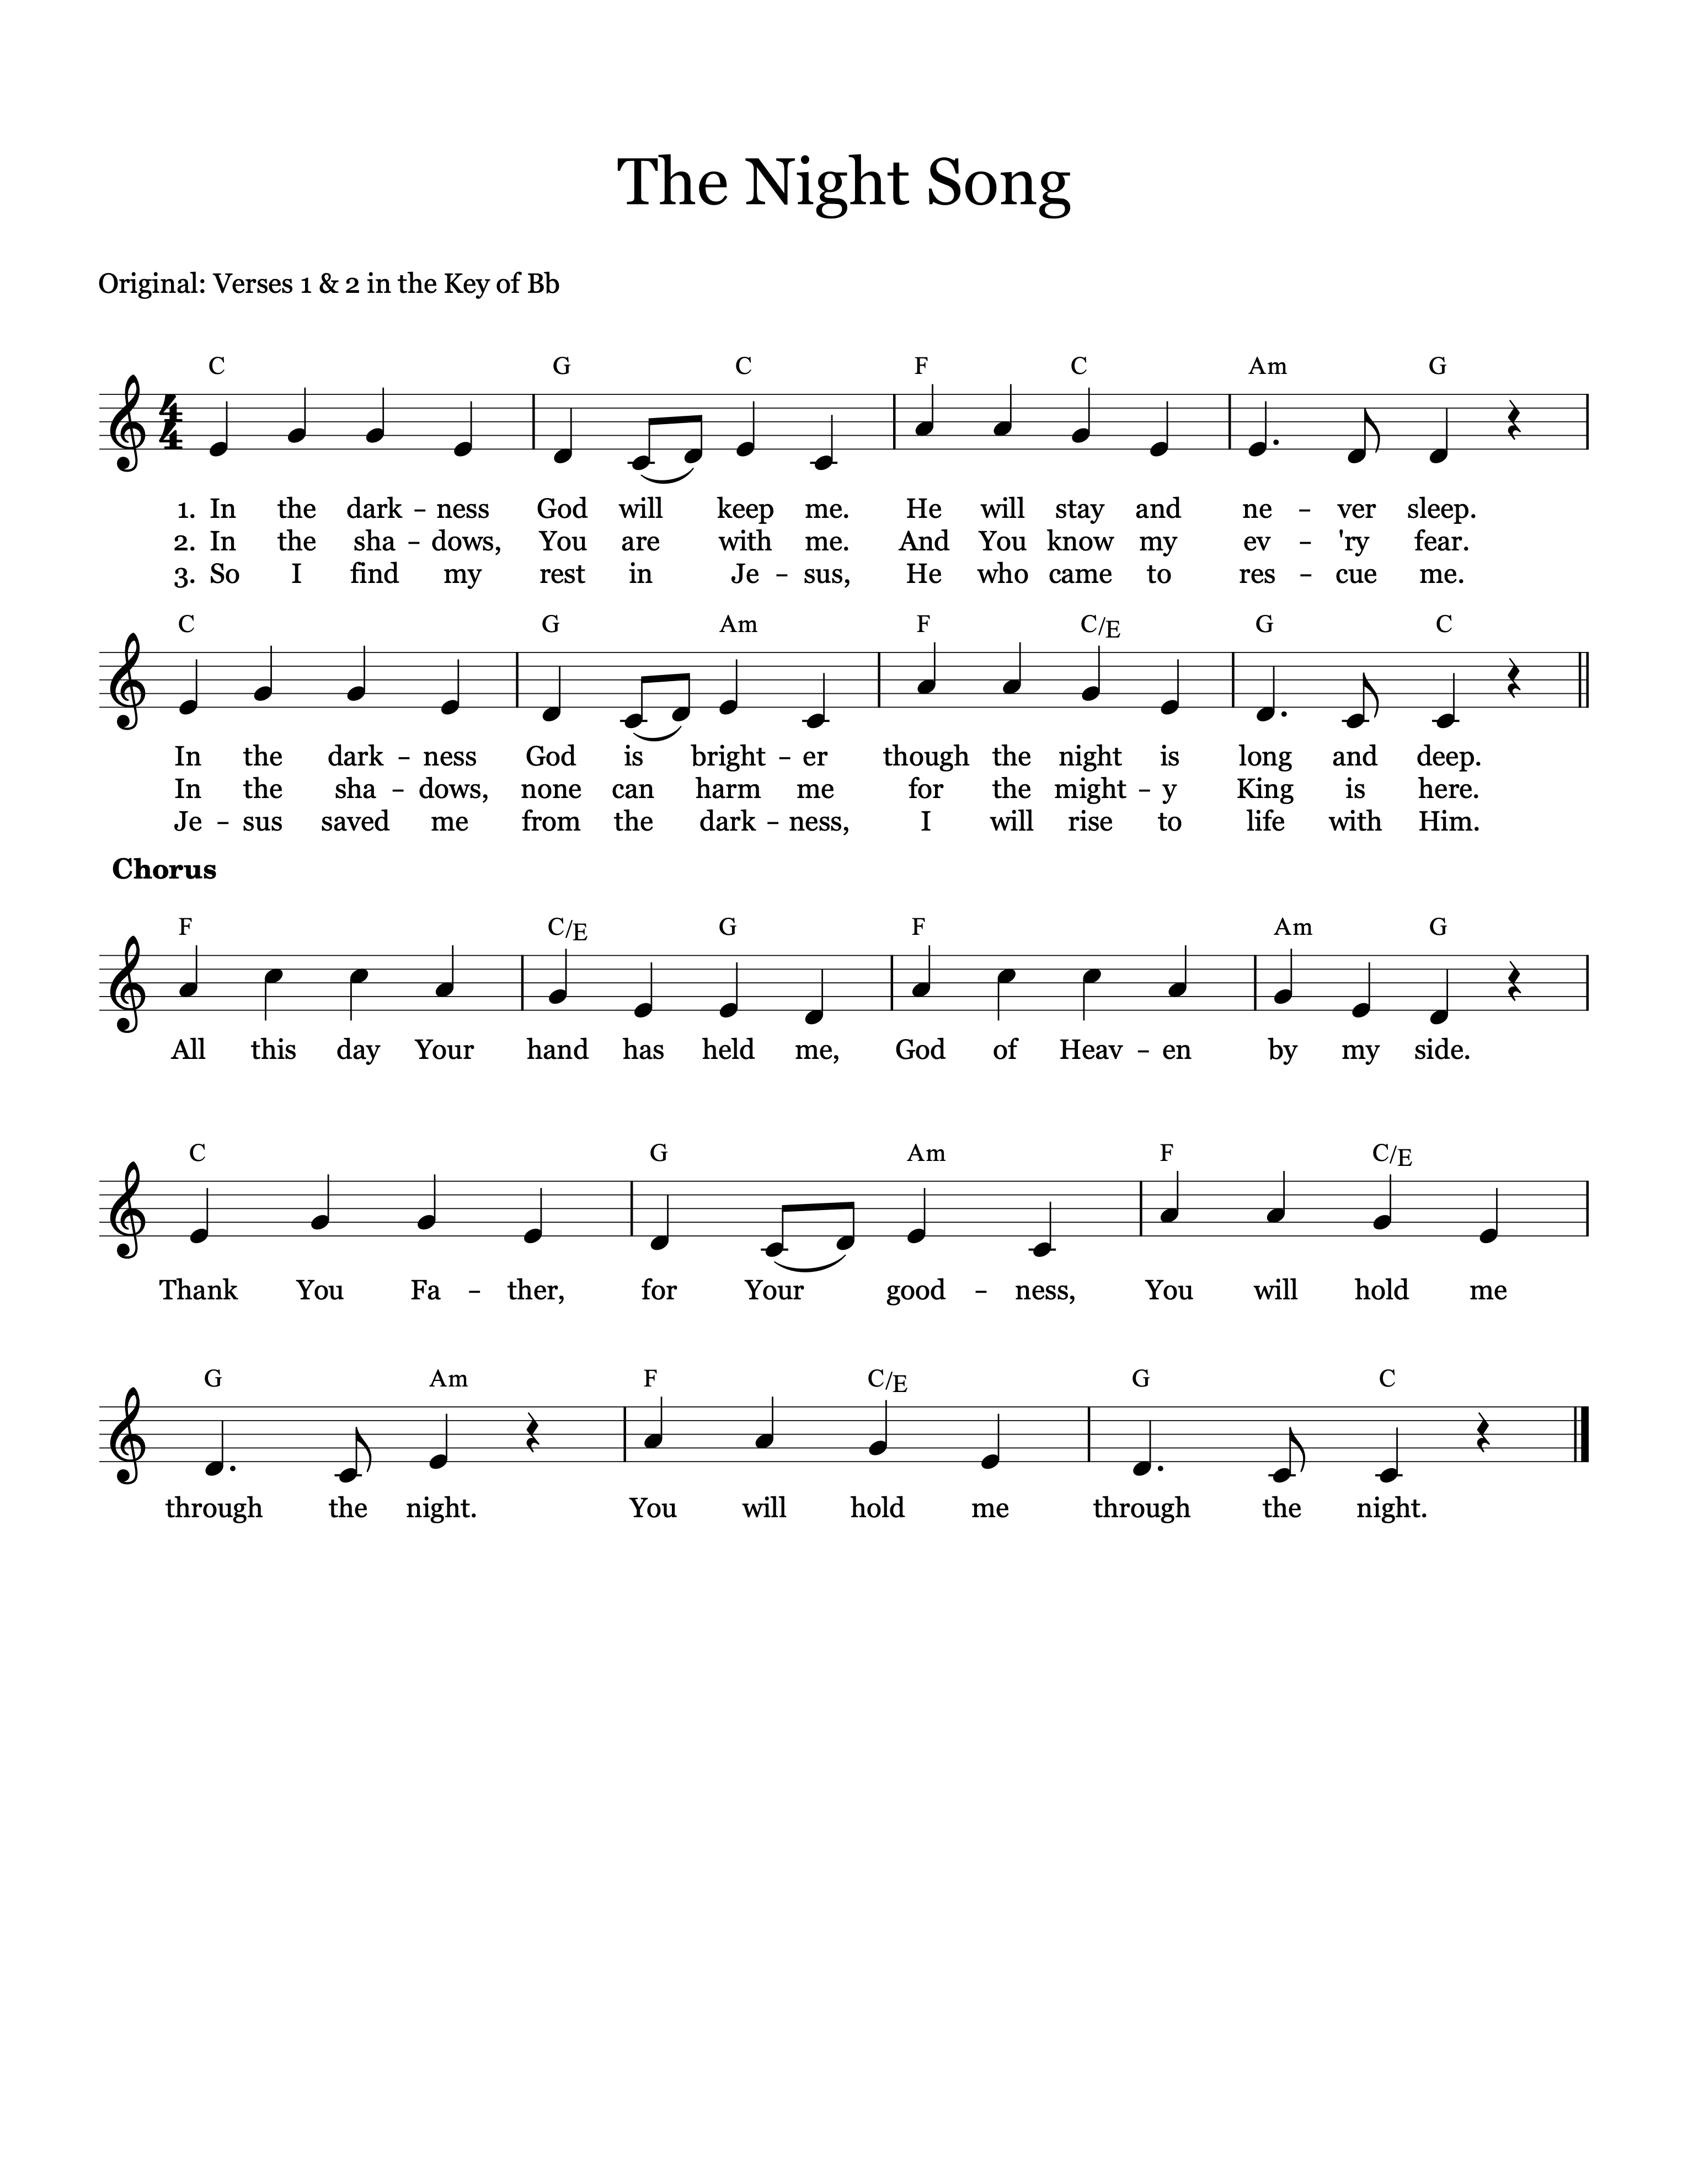 The Night Song
Original: Verses 1 & 2 in the Key of Bb
C G C F C Am G
1. In the dark – ness God will keep me. He will stay and ne – ver sleep.
2. In the sha – dows, You are with me. And You know my ev – 'ry fear.
3. So I find my rest in Je – sus, He who came to res – cue me.
C G Am F C/E G C
In the dark – ness God is bright – er though the night is long and deep.
In the sha – dows, none can harm me for the might – y King is here.
Je – sus saved me from the dark – ness, I will rise to life with Him.
Chorus
F C/E G F Am G
All this day Your hand has held me, God of Heav – en by my side.
C G Am F C/E
Thank You Fa – ther, for Your good – ness, You will hold me
G Am F C/E G C
through the night. You will hold me through the night.